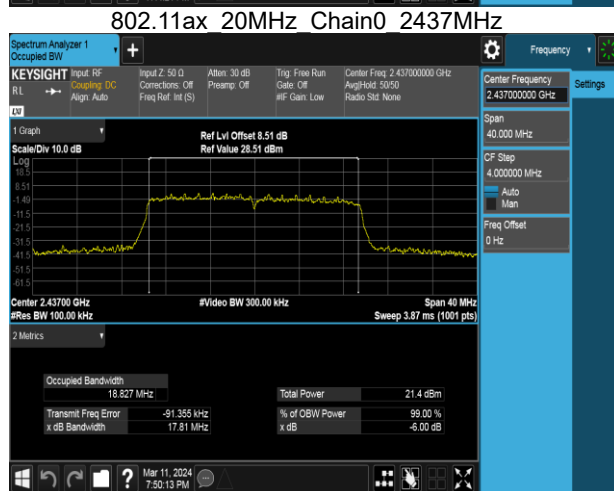 802.11ax_20MHz_Chain0_2437MHz
Spectrum Analyzer 1
Occupied BW
+
Frequency
KEYSIGHT
RL
LXI
Input: RF
Coupling: DC
Align: Auto
Input Z: 50 Ω
Corrections: Off
Freq Ref: Int (S)
Atten: 30 dB
Preamp: Off
Trig: Free Run
Gate: Off
#IF Gain: Low
Center Freq: 2.437000000 GHz
Avg|Hold: 50/50
Radio Std: None
Center Frequency
2.437000000 GHz
Settings
Span
40.000 MHz
CF Step
4.000000 MHz
Auto
Man
Freq Offset
0 Hz
1 Graph
Scale/Div 10.0 dB
Ref Lvl Offset 8.51 dB
Ref Value 28.51 dBm
Log
18.5
8.51
-1.49
-11.5
-21.5
-31.5
-41.5
-51.5
-61.5
Center 2.43700 GHz
#Res BW 100.00 kHz
#Video BW 300.00 kHz
Span 40 MHz
Sweep 3.87 ms (1001 pts)
2 Metrics
Occupied Bandwidth
18.827 MHz
Total Power 21.4 dBm
Transmit Freq Error -91.355 kHz
% of OBW Power 99.00 %
x dB Bandwidth 17.81 MHz
x dB -6.00 dB
?
Mar 11, 2024
7:50:13 PM